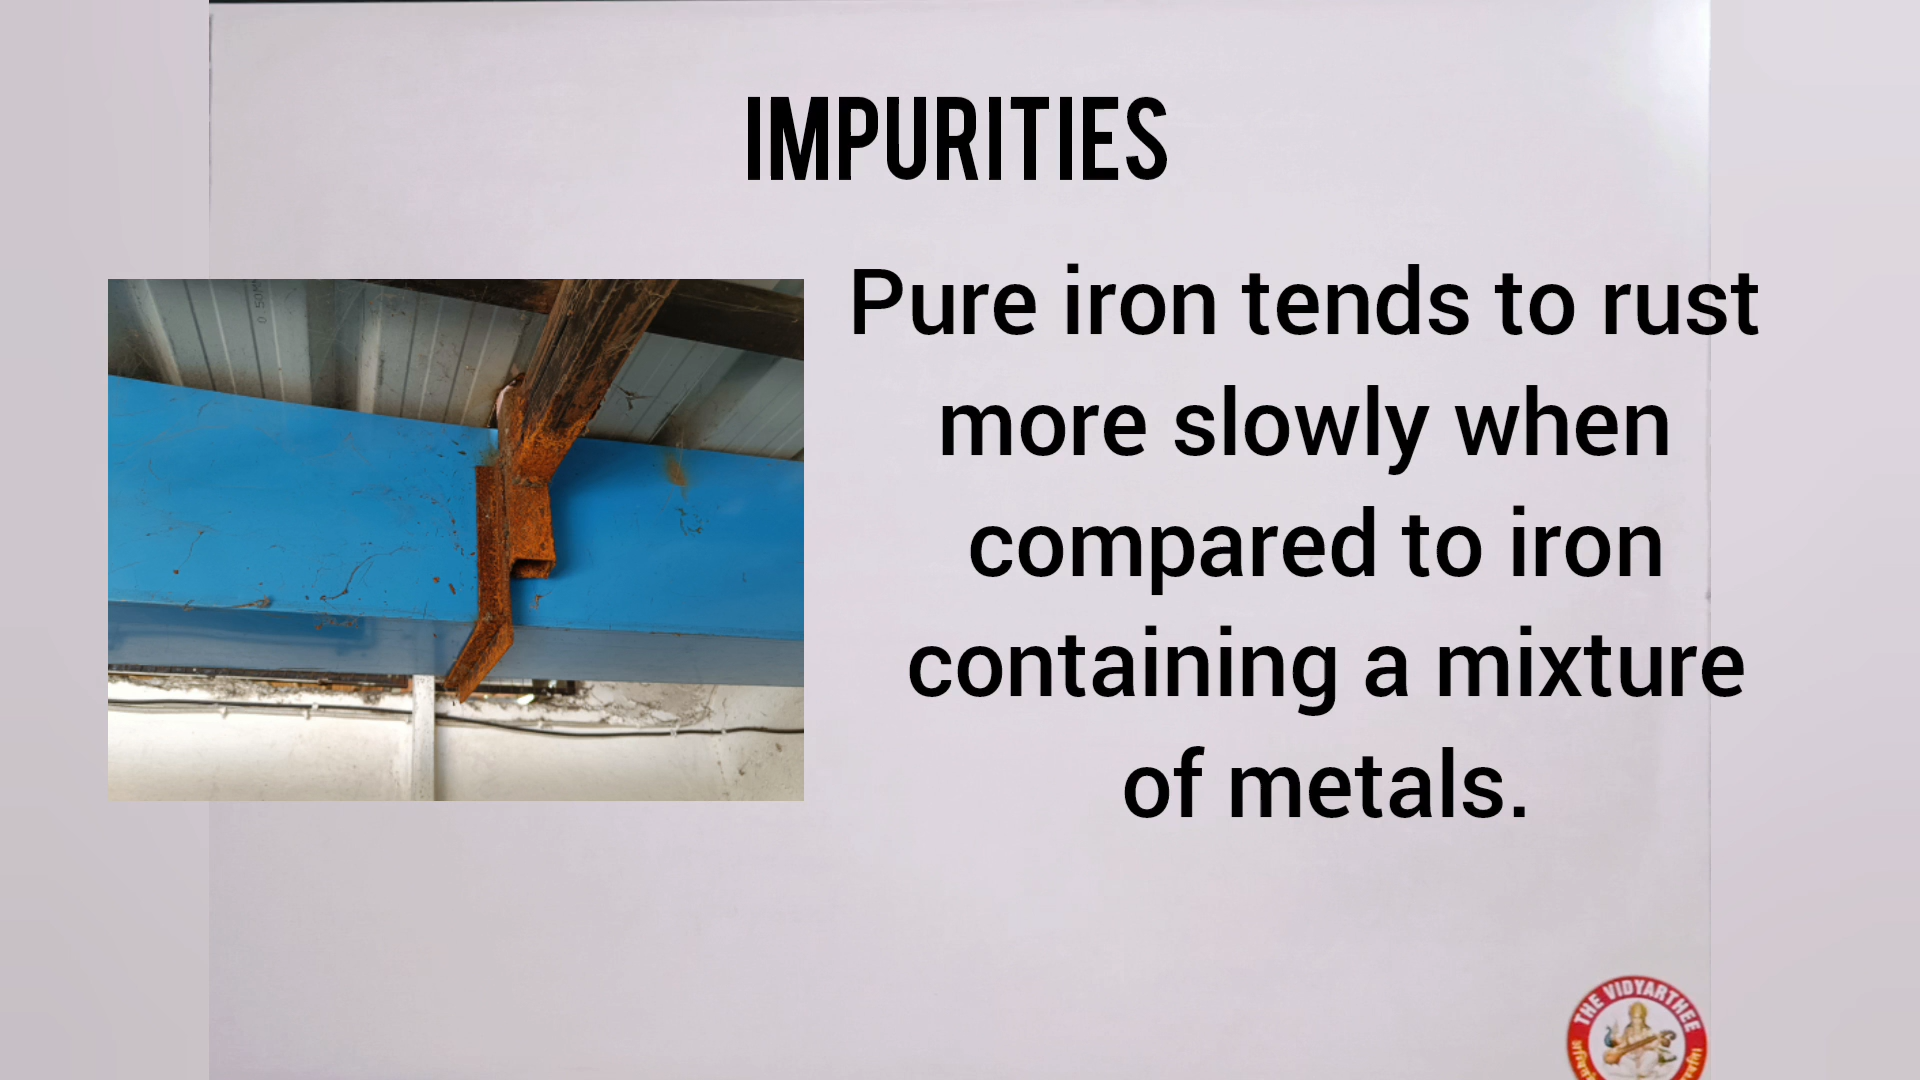 IMPURITIES
Pure iron tends to rust
more slowly when
compared to iron
containing a mixture
of metals.
THE VIDYARTHEE